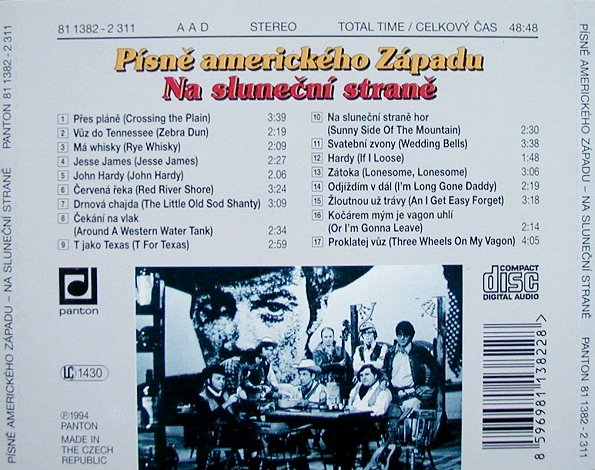 81 1382 - 2 311 A A D STEREO TOTAL TIME / CELKOVÝ ČAS 48:48
Písně amerického Západu
Na sluneční straně
1 Přes pláně (Crossing the Plain) 3:39
2 Vůz do Tennesee (Zebra Dun) 2:19
3 Má whisky (Rye Whisky) 2:09
4 Jesse James (Jesse James) 2:27
5 John Hardy (John Hardy) 2.06
6 Červená řeka (Red River Shore) 3:24
7 Drnová chajda (The Little Old Sod Shanty) 3:09
8 Čekání na vlak
(Around A Western Water Tank) 2:34
9 T jako Texas (T For Texas) 2:59
10 Na sluneční straně hor
(Sunny Side Of The Mountain) 2:30
11 Svatební zvony (Wedding Bells) 3:38
12 Hardy (If I Loose) 1:48
13 Zátoka (Lonesome, Lonesome) 3:06
14 Odjíždím v dál (I'm Long Gone Daddy) 2:19
15 Žloutnou už trávy (An I Get Easy Forget) 3:18
16 Kočárem mým je vagon uhlí
(Or I'm Gonna Leave) 2:14
17 Proklatej vůz (Three Wheels On My Vagon) 4:05
panton
LC 1430
℗1994
PANTON
MADE IN
THE CZECH
REPUBLIC
COMPACT
disc
DIGITAL AUDIO
8 596981 138228 >
PÍSNĚ AMERICKÉHO ZÁPADU – NA SLUNEČNÍ STRANĚ PANTON 81 1382 - 2 311
PÍSNĚ AMERICKÉHO ZÁPADU – NA SLUNEČNÍ STRANĚ PANTON 81 1382 - 2 311